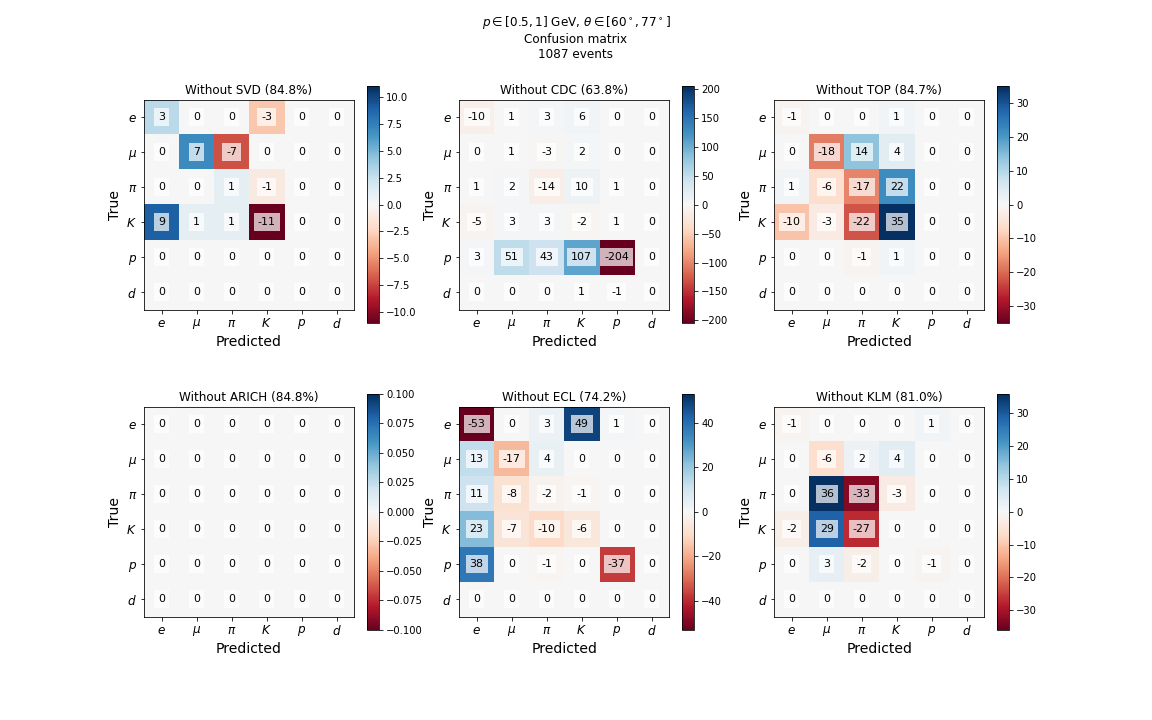 p ∈ [0.5, 1] GeV, θ ∈ [60°, 77°]
Confusion matrix
1087 events
Without SVD (84.8%)
True
e 3 0 0 -3 0 0
μ 0 7 -7 0 0 0
π 0 0 1 -1 0 0
K 9 1 1 -11 0 0
p 0 0 0 0 0 0
d 0 0 0 0 0 0
e μ π K p d
Predicted
10.0
7.5
5.0
2.5
0.0
−2.5
−5.0
−7.5
−10.0
Without CDC (63.8%)
True
e -10 1 3 6 0 0
μ 0 1 -3 2 0 0
π 1 2 -14 10 1 0
K -5 3 3 -2 1 0
p 3 51 43 107 -204 0
d 0 0 0 1 -1 0
e μ π K p d
Predicted
200
150
100
50
0
−50
−100
−150
−200
Without TOP (84.7%)
True
e -1 0 0 1 0 0
μ 0 -18 14 4 0 0
π 1 -6 -17 22 0 0
K -10 -3 -22 35 0 0
p 0 0 -1 1 0 0
d 0 0 0 0 0 0
e μ π K p d
Predicted
30
20
10
0
−10
−20
−30
Without ARICH (84.8%)
True
e 0 0 0 0 0 0
μ 0 0 0 0 0 0
π 0 0 0 0 0 0
K 0 0 0 0 0 0
p 0 0 0 0 0 0
d 0 0 0 0 0 0
e μ π K p d
Predicted
0.100
0.075
0.050
0.025
0.000
−0.025
−0.050
−0.075
−0.100
Without ECL (74.2%)
True
e -53 0 3 49 1 0
μ 13 -17 4 0 0 0
π 11 -8 -2 -1 0 0
K 23 -7 -10 -6 0 0
p 38 0 -1 0 -37 0
d 0 0 0 0 0 0
e μ π K p d
Predicted
40
20
0
−20
−40
Without KLM (81.0%)
True
e -1 0 0 0 1 0
μ 0 -6 2 4 0 0
π 0 36 -33 -3 0 0
K -2 29 -27 0 0 0
p 0 3 -2 0 -1 0
d 0 0 0 0 0 0
e μ π K p d
Predicted
30
20
10
0
−10
−20
−30